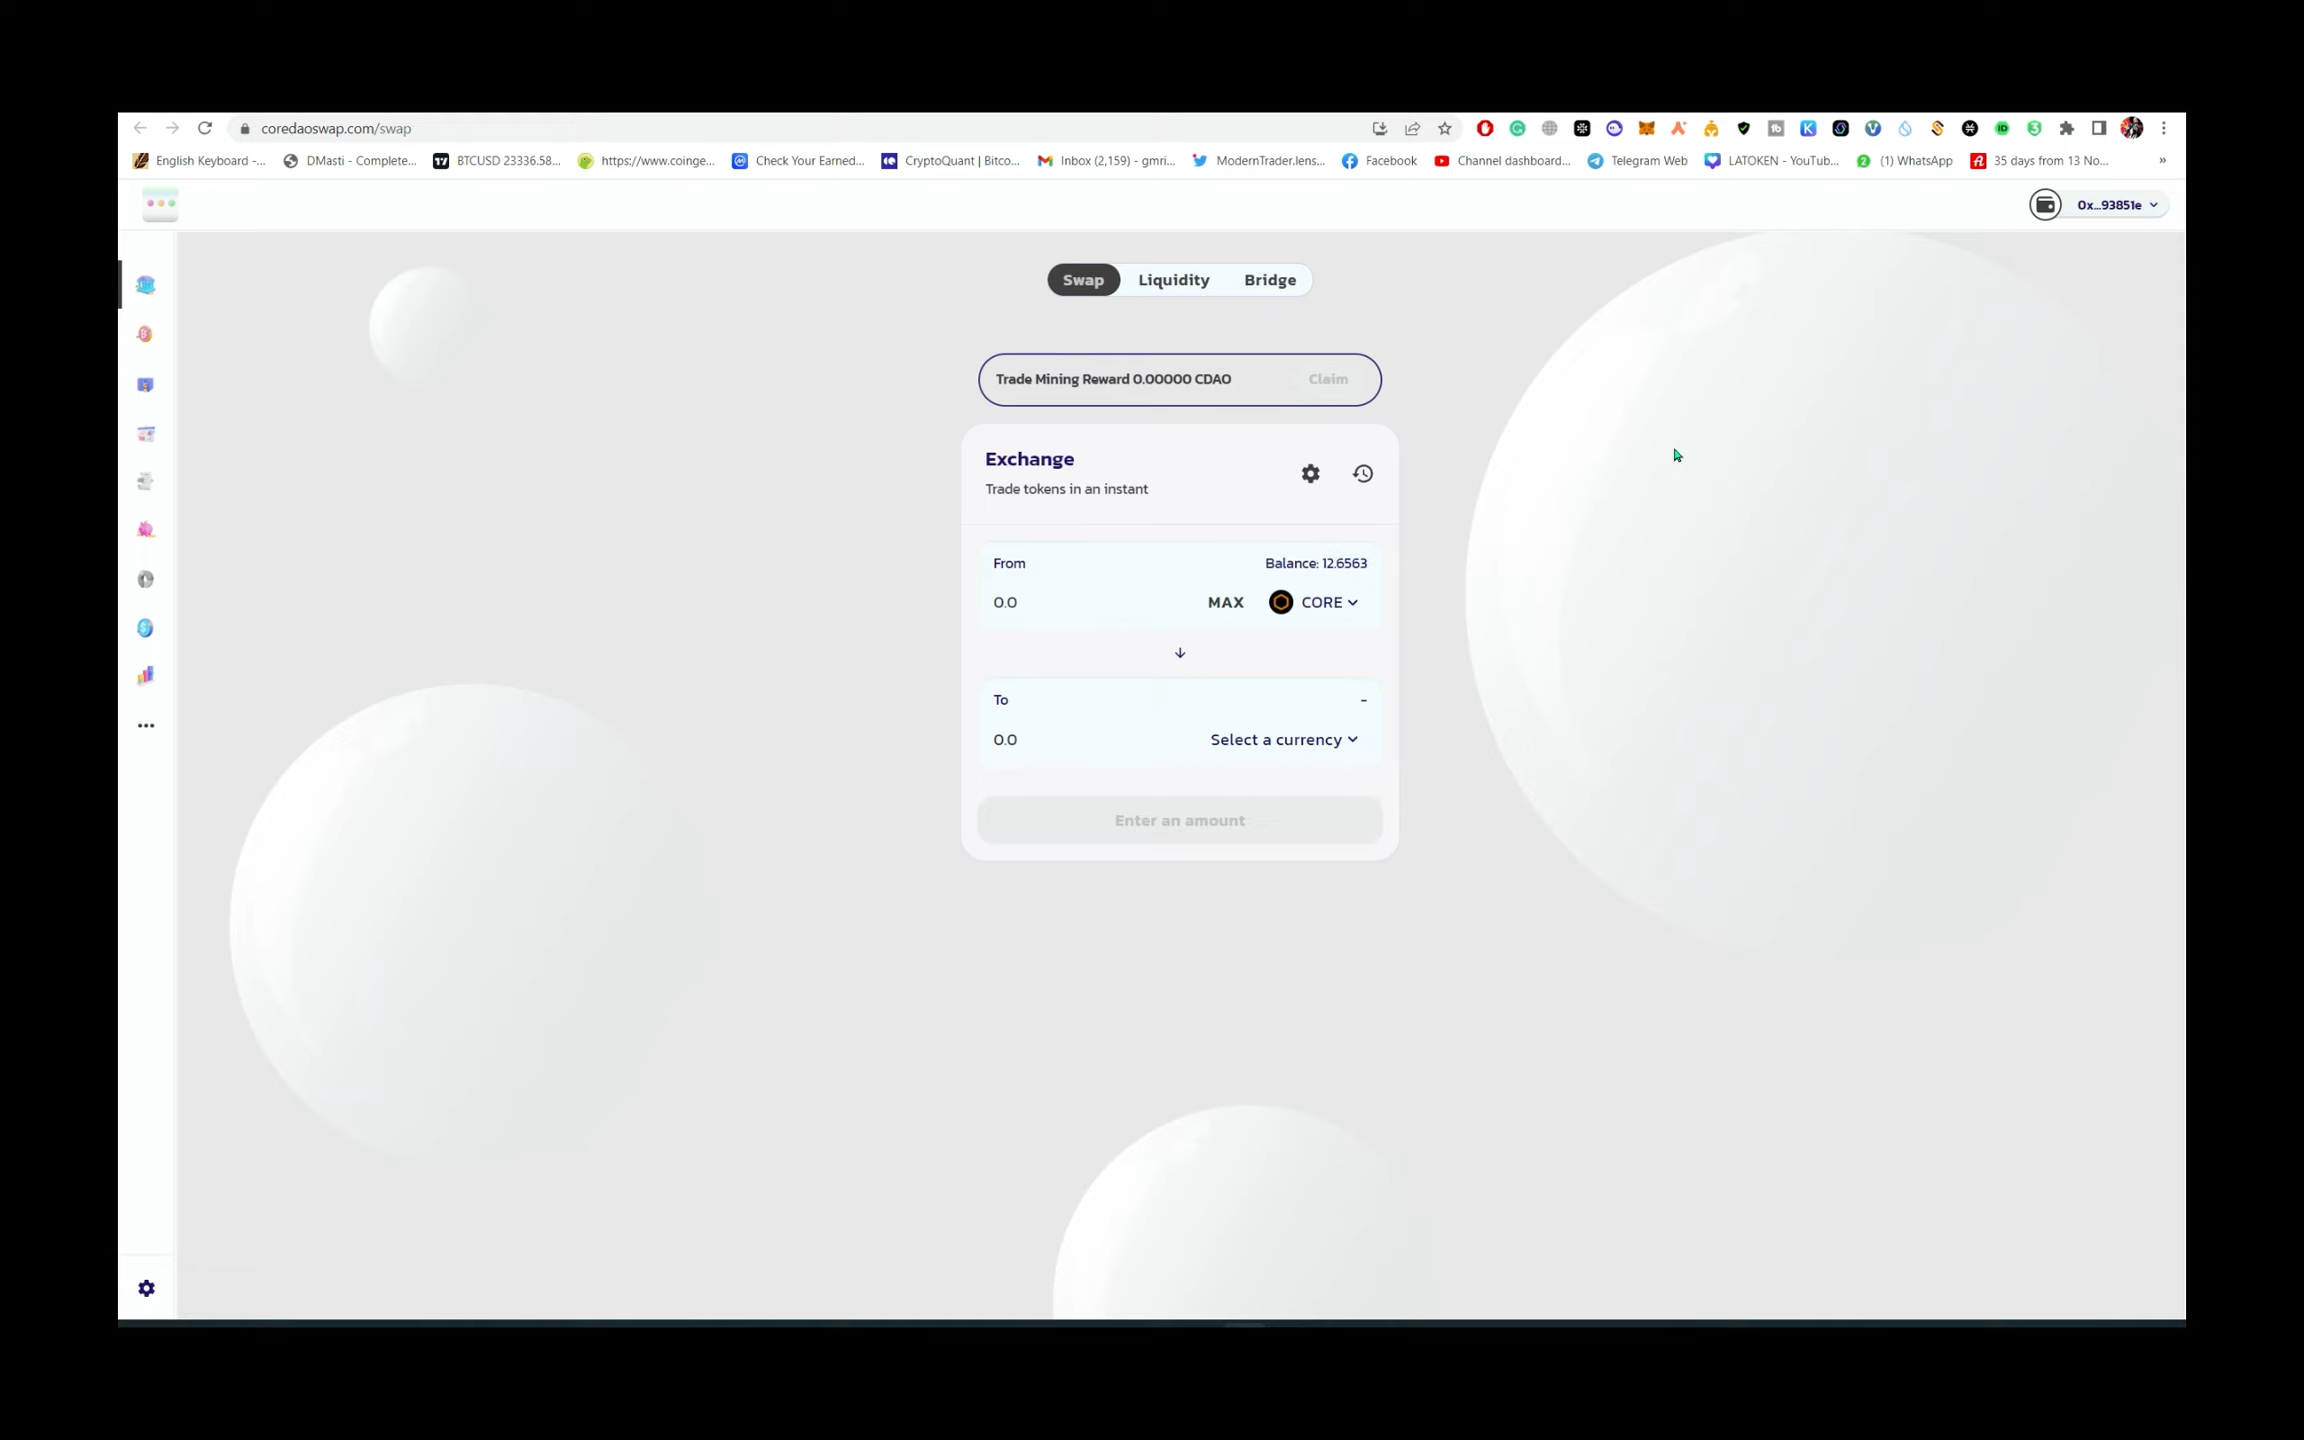 coredaoswap.com/swap
English Keyboard -... DMasti - Complete... BTCUSD 23336.58... https://www.coinge... Check Your Earned... CryptoQuant | Bitco... Inbox (2,159) - gmri... ModernTrader.lens... Facebook Channel dashboard... Telegram Web LATOKEN - YouTub... (1) WhatsApp 35 days from 13 No... »
0x...93851e
Swap Liquidity Bridge
Trade Mining Reward 0.00000 CDAO Claim
Exchange
Trade tokens in an instant
From Balance: 12.6563
0.0 MAX CORE
To -
0.0 Select a currency
Enter an amount